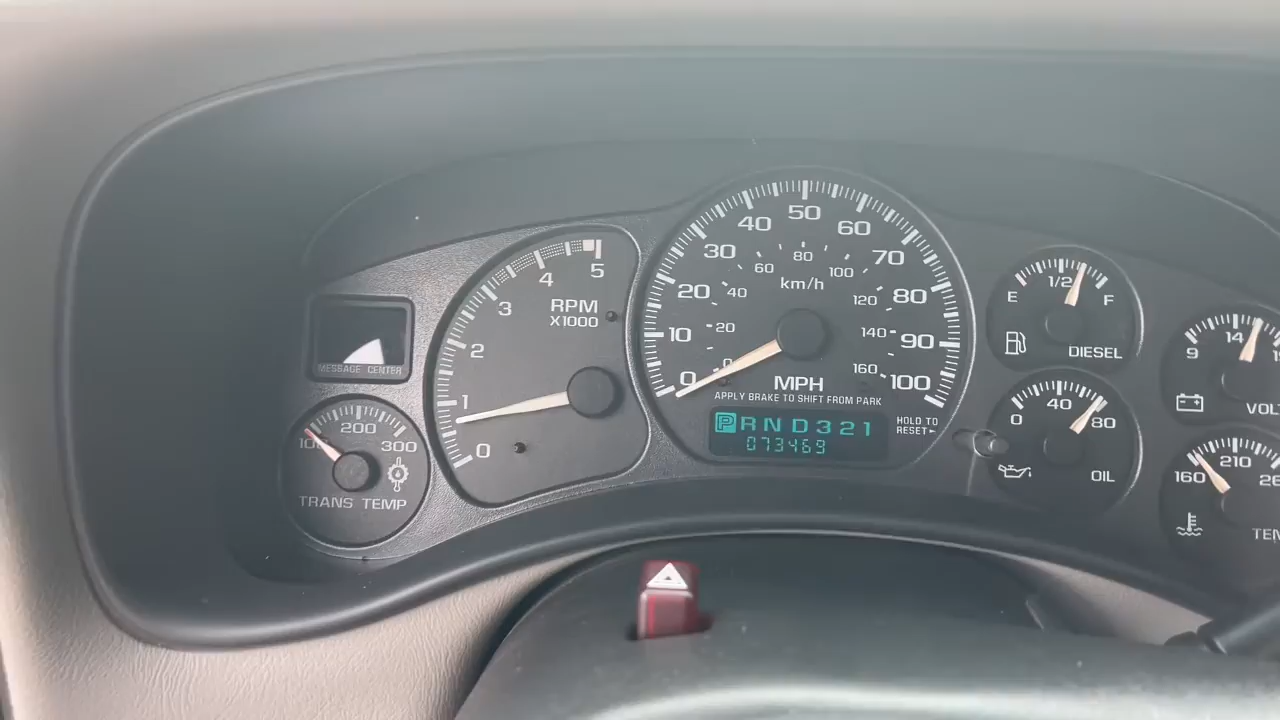 MESSAGE CENTER
100 200 300
TRANS TEMP
0 1 2 3 4 5
RPM
X1000
0 10 20 30 40 50 60 70 80 90 100
0 20 40 60 80 100 120 140 160
km/h
MPH
APPLY BRAKE TO SHIFT FROM PARK
PRND321
073469
HOLD TO
RESET
E 1/2 F
DIESEL
0 40 80
OIL
9 14
160 210